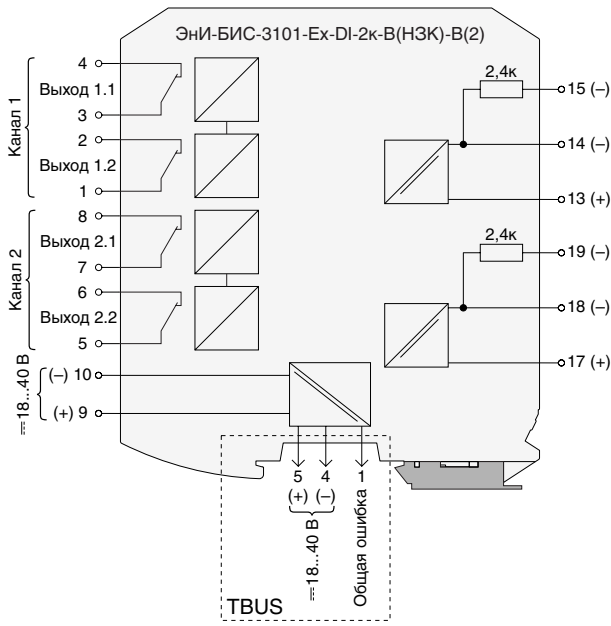 ЭнИ-БИС-3101-Ex-DI-2к-В(НЗК)-В(2)
Канал 1
4
Выход 1.1
3
2
Выход 1.2
1
Канал 2
8
Выход 2.1
7
6
Выход 2.2
5
⎓18...40 В
(–) 10
(+) 9
2,4к
15 (–)
14 (–)
13 (+)
2,4к
19 (–)
18 (–)
17 (+)
5 4 1
(+) (–)
⎓18...40 В
Общая ошибка
TBUS